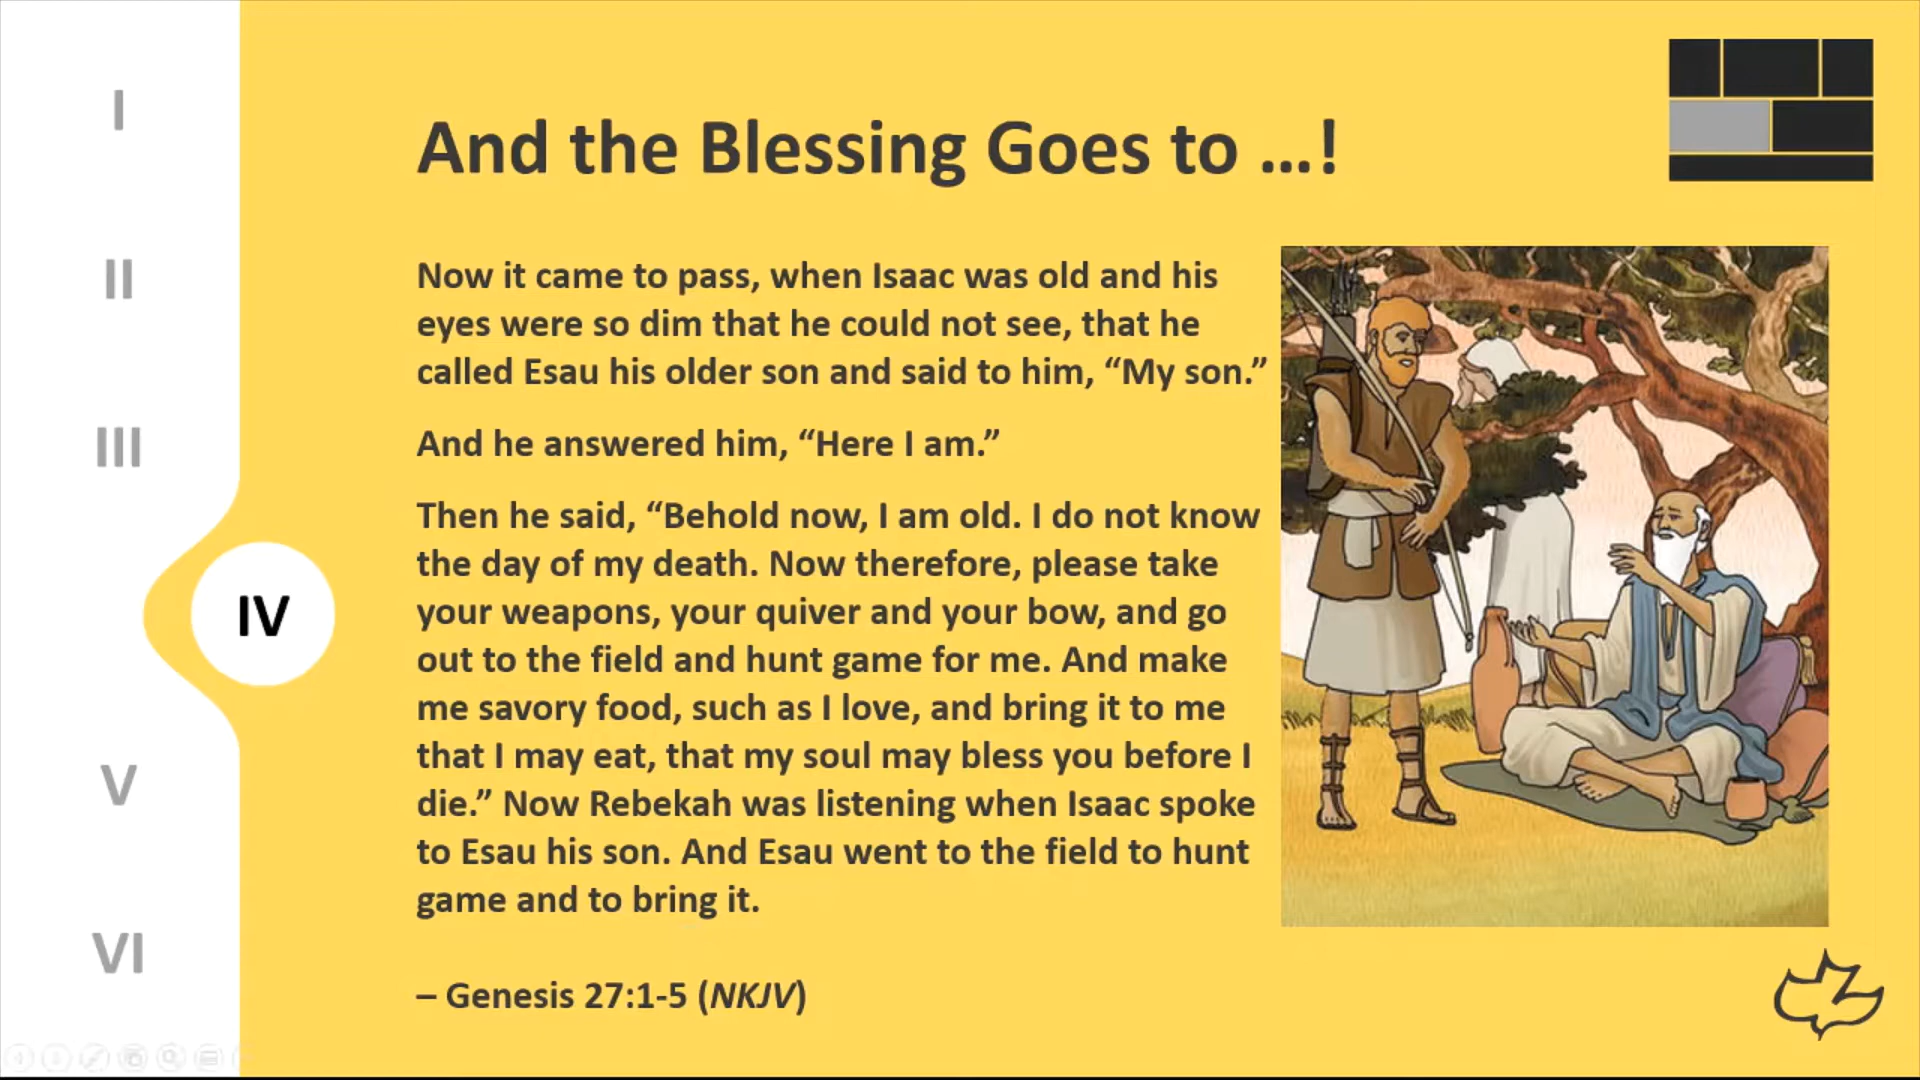 I
II
III
IV
V
VI
And the Blessing Goes to ...!
Now it came to pass, when Isaac was old and his
eyes were so dim that he could not see, that he
called Esau his older son and said to him, “My son.”
And he answered him, “Here I am.”
Then he said, “Behold now, I am old. I do not know
the day of my death. Now therefore, please take
your weapons, your quiver and your bow, and go
out to the field and hunt game for me. And make
me savory food, such as I love, and bring it to me
that I may eat, that my soul may bless you before I
die.” Now Rebekah was listening when Isaac spoke
to Esau his son. And Esau went to the field to hunt
game and to bring it.
– Genesis 27:1-5 (NKJV)